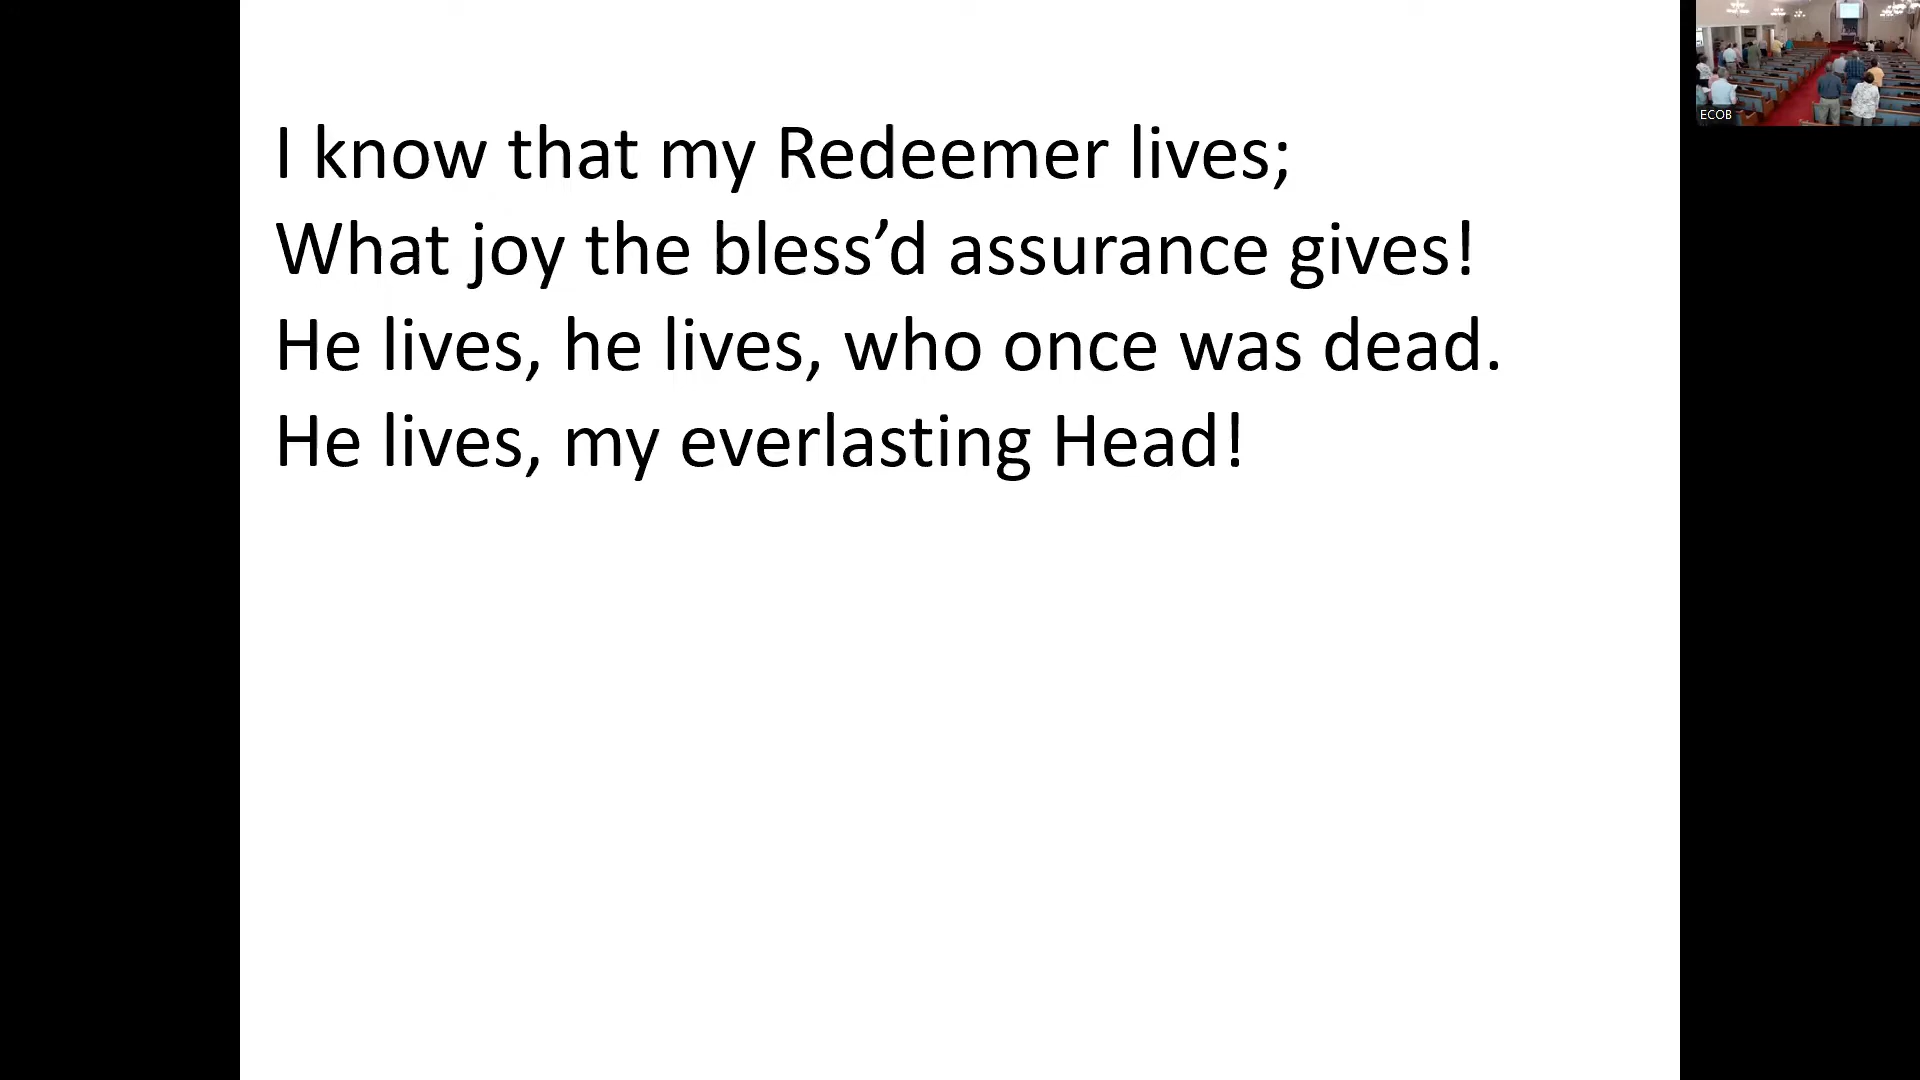 I know that my Redeemer lives;
What joy the bless’d assurance gives!
He lives, he lives, who once was dead.
He lives, my everlasting Head!
ECOB